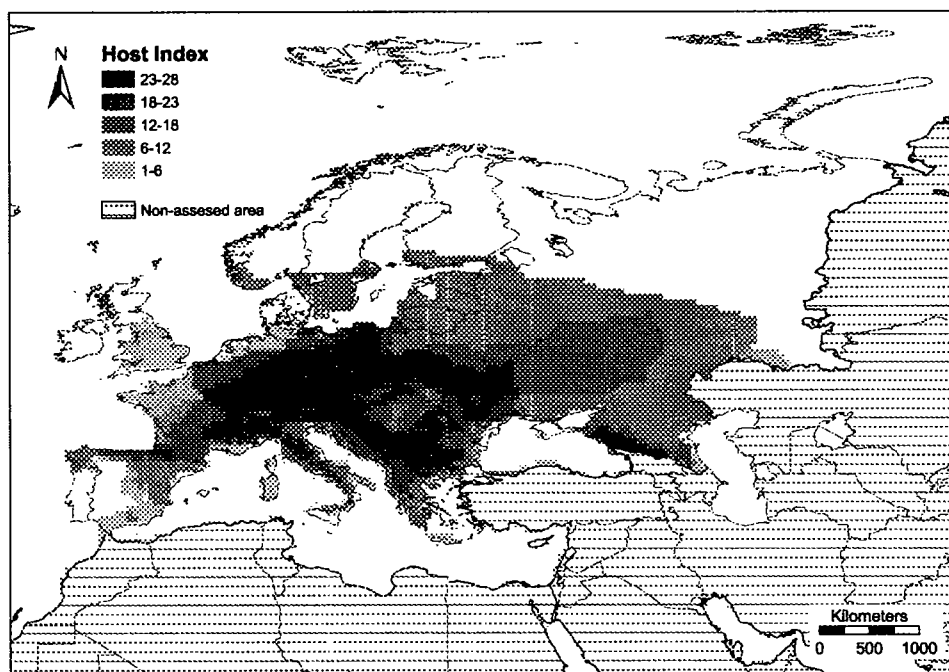 N
Host Index
23-28
18-23
12-18
6-12
1-6
Non-assesed area
Kilometers
0 250 500 1000